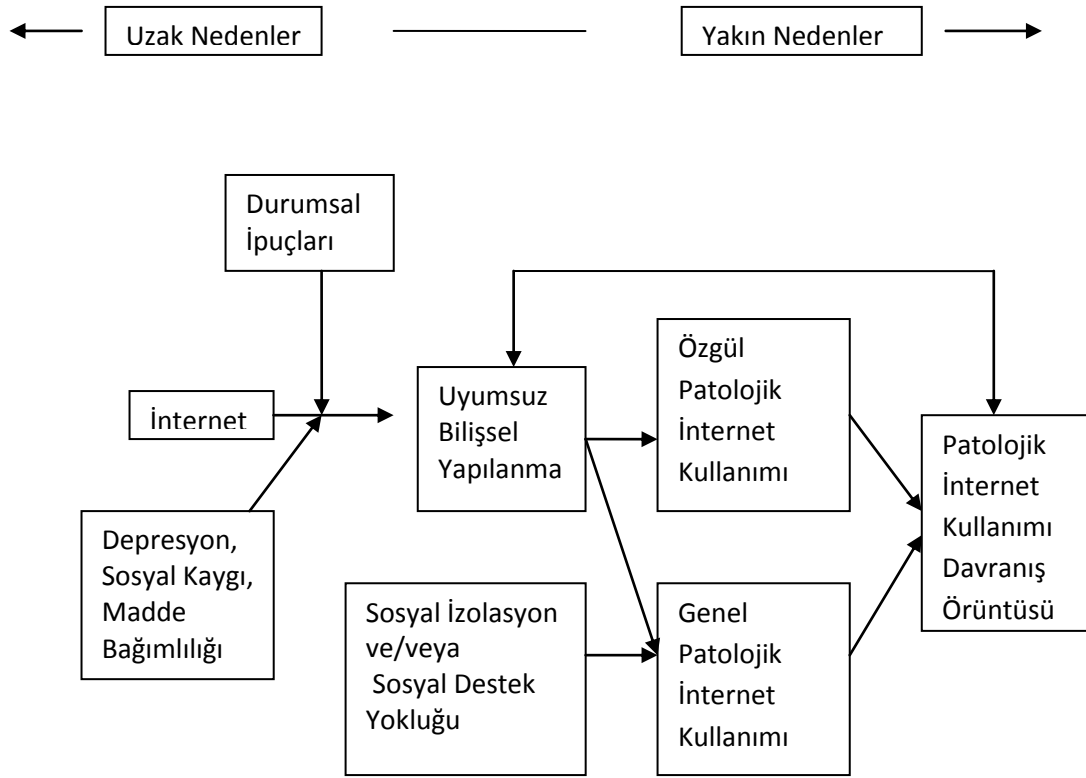 Uzak Nedenler
Yakın Nedenler
Durumsal
İpuçları
İnternet
Depresyon,
Sosyal Kaygı,
Madde
Bağımlılığı
Uyumsuz
Bilişsel
Yapılanma
Sosyal İzolasyon
ve/veya
Sosyal Destek
Yokluğu
Özgül
Patolojik
İnternet
Kullanımı
Genel
Patolojik
İnternet
Kullanımı
Patolojik
İnternet
Kullanımı
Davranış
Örüntüsü